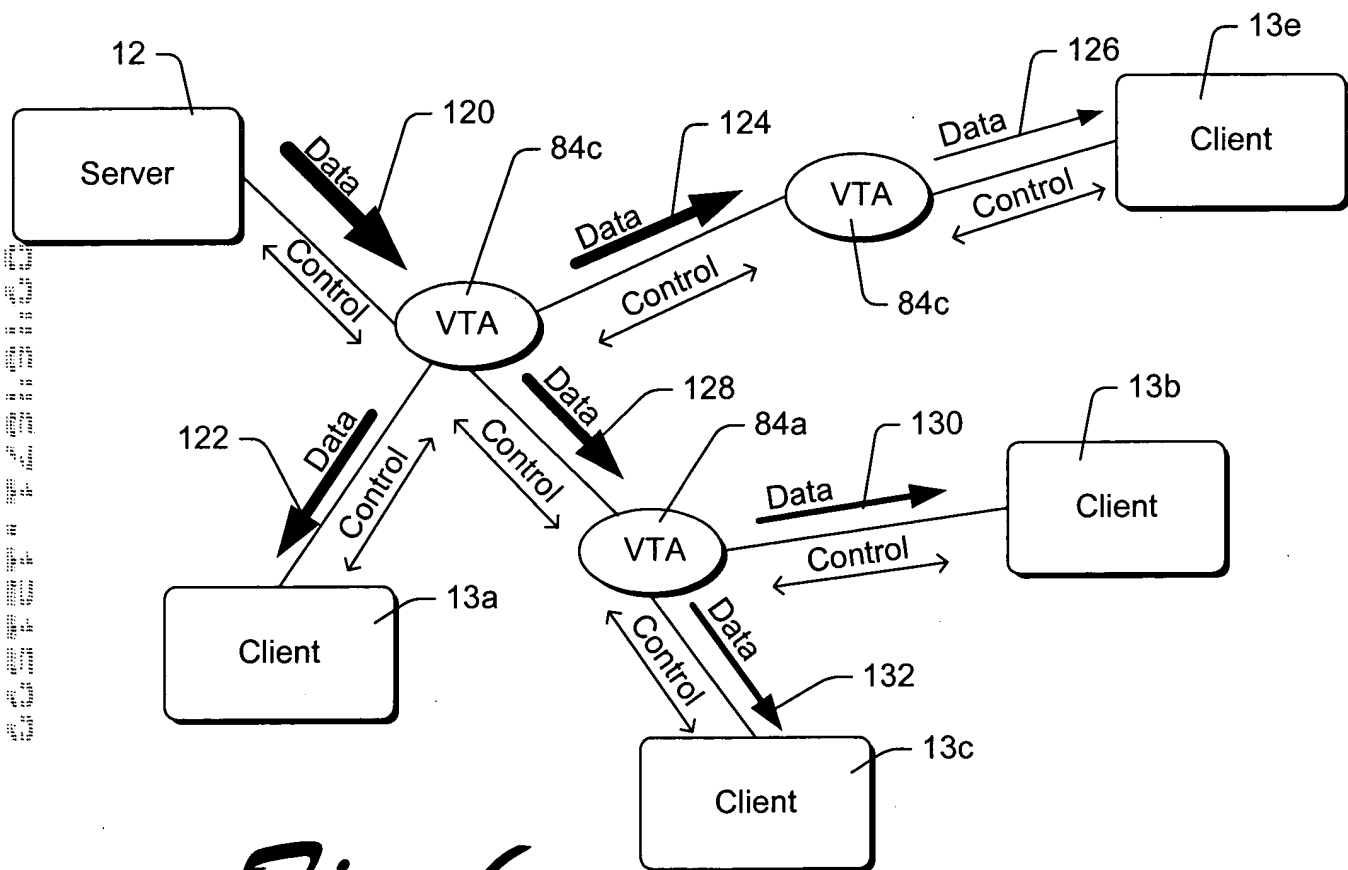 12
Server
Data
120
Control
84c
VTA
Data
124
Control
VTA
84c
Data
126
Control
13e
Client
122
Data
Control
13a
Client
Data
128
Control
84a
VTA
Data
130
Control
13b
Client
Data
132
Control
13c
Client